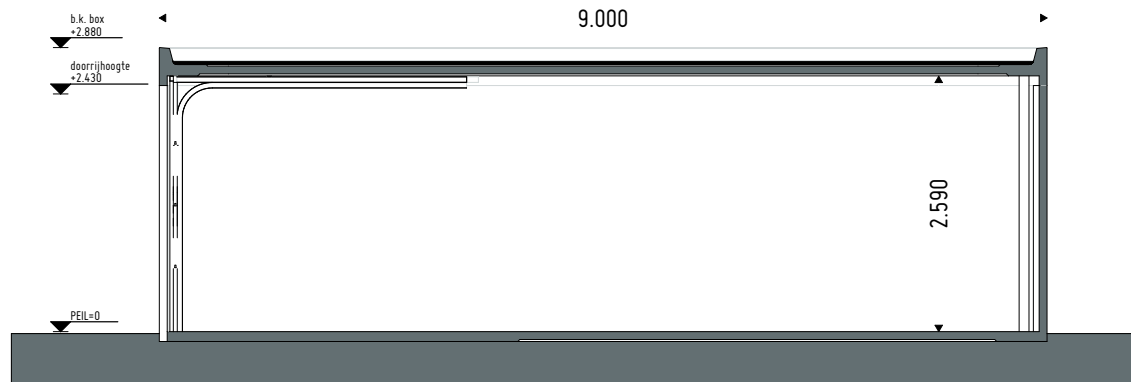 b.k. box
+2.880
9.000
doorrijhoogte
+2.430
2.590
PEIL=0